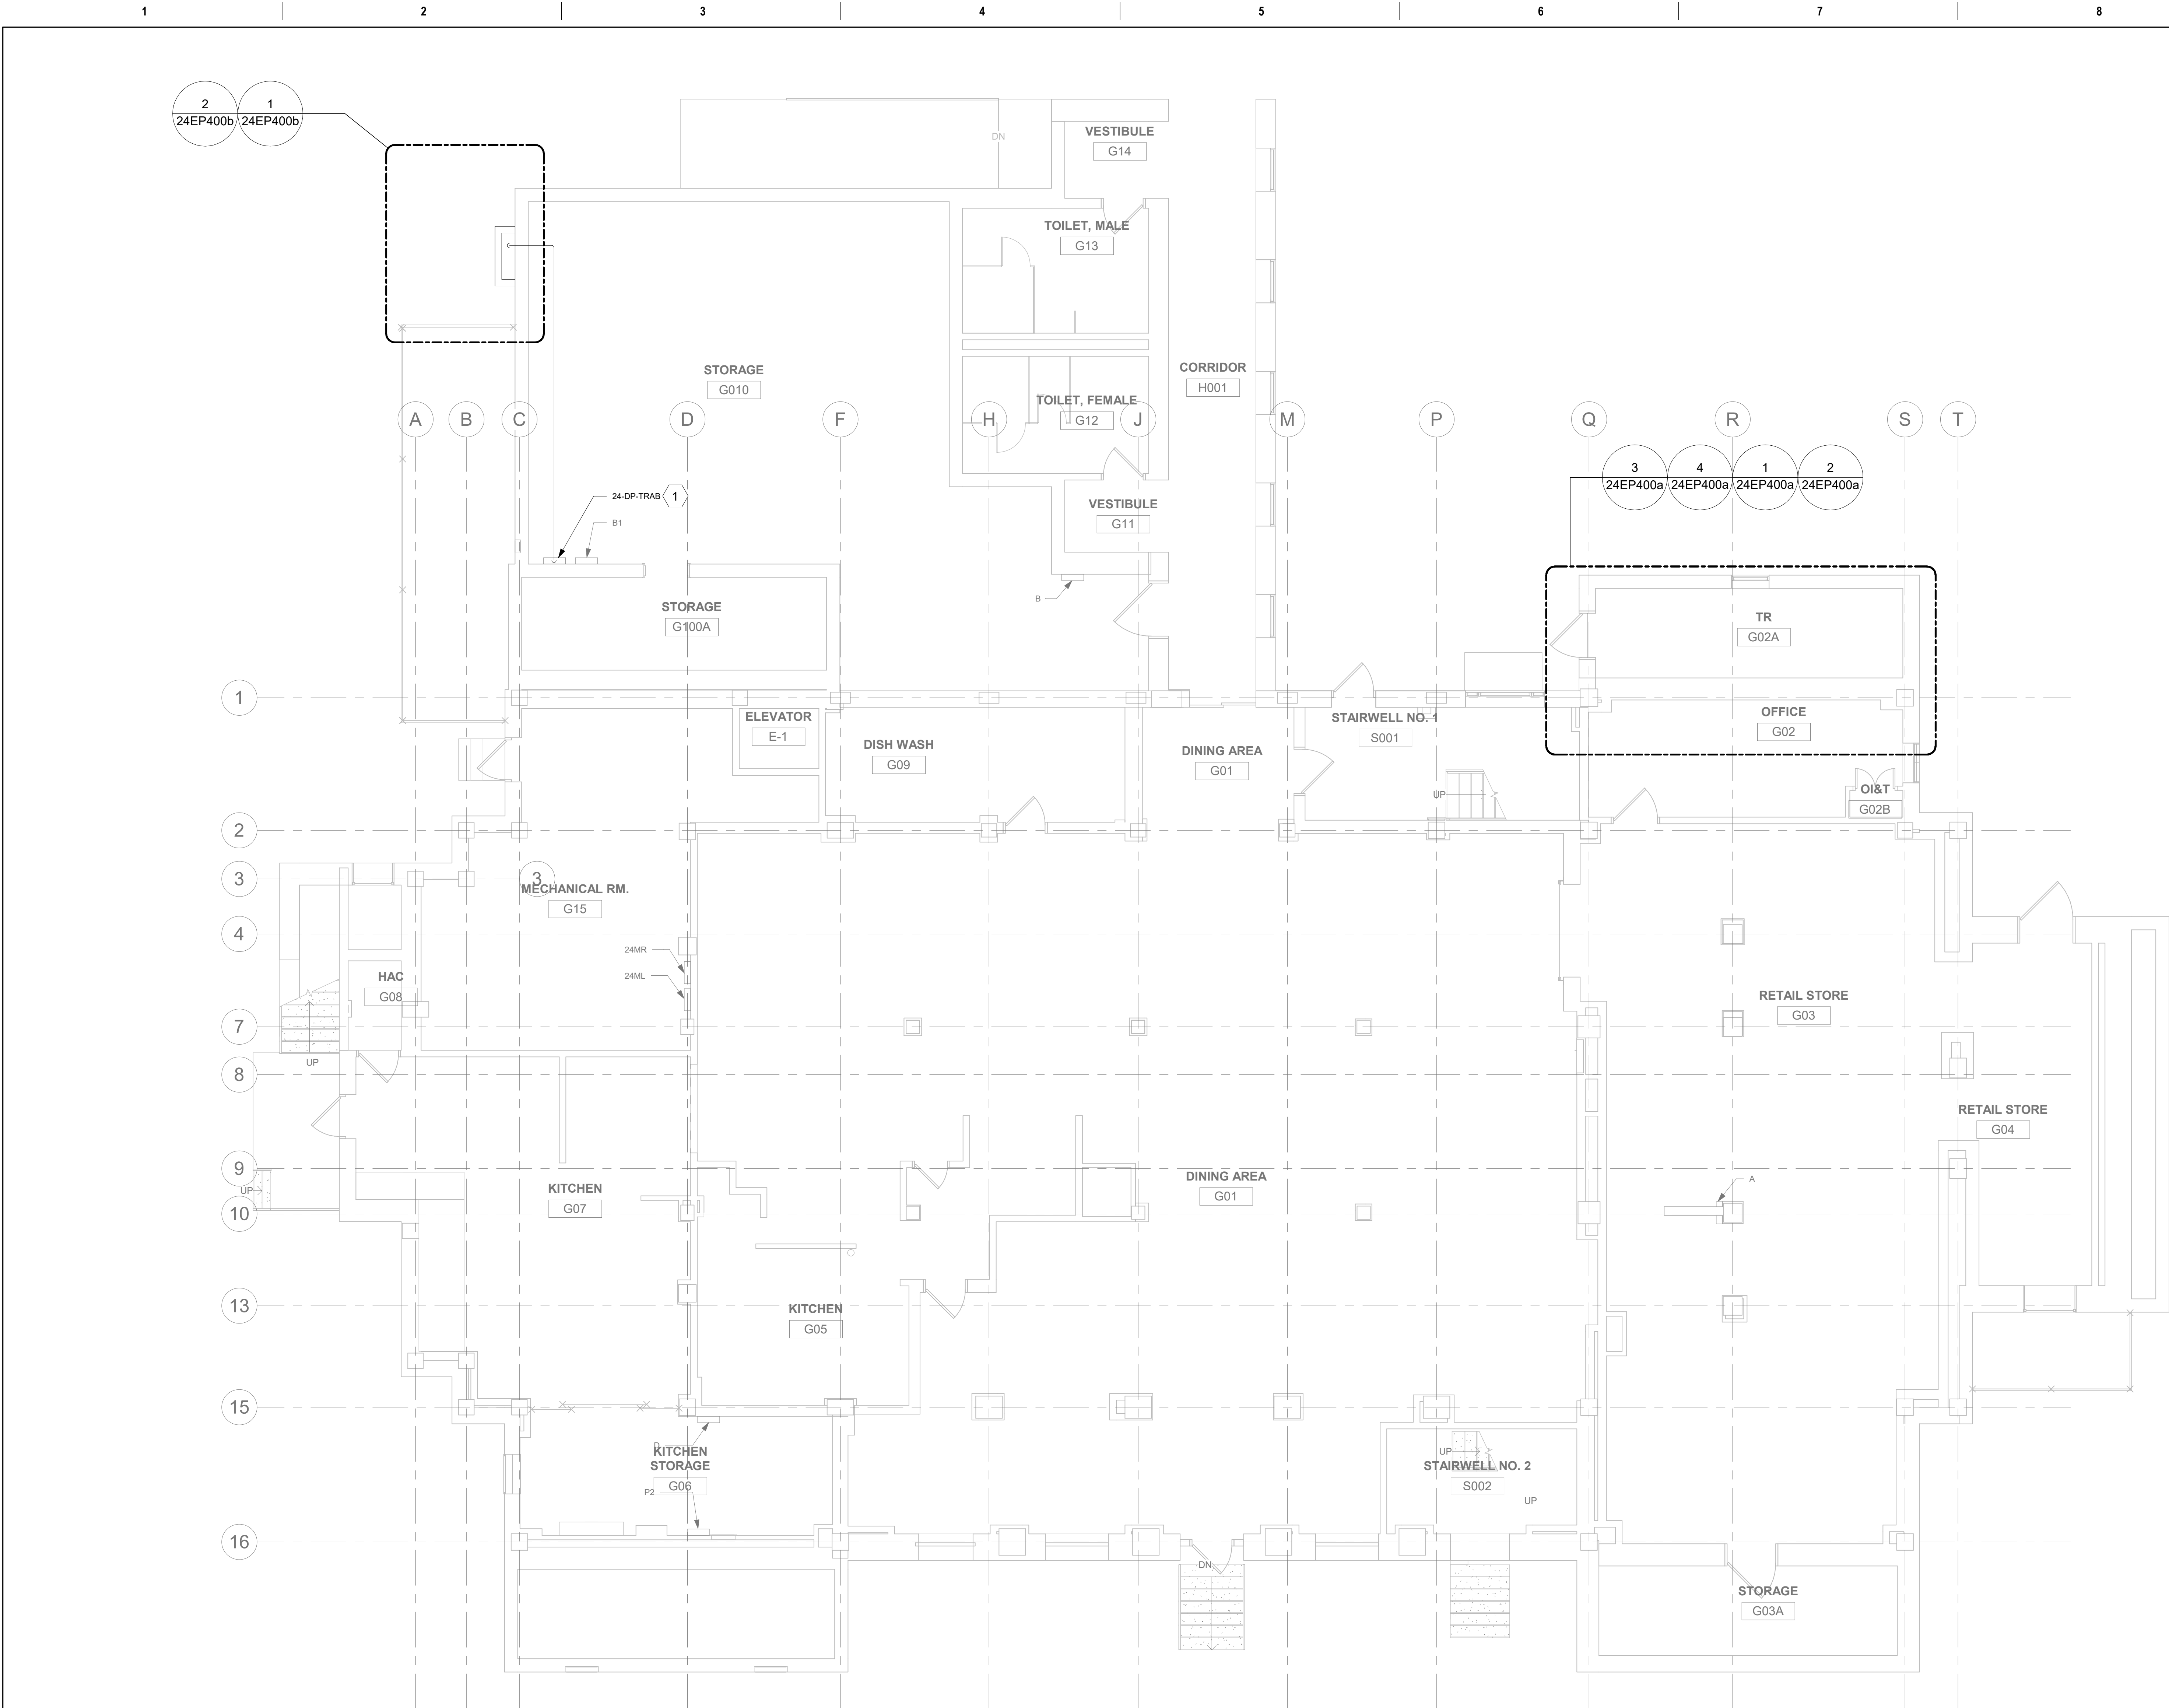 1 2 3 4 5 6 7 8
2
24EP400b
1
24EP400b
DN
VESTIBULE
G14
TOILET, MALE
G13
STORAGE
G010
CORRIDOR
H001
TOILET, FEMALE
G12
A B C D F H J M P Q R S T
3
24EP400a
4
24EP400a
1
24EP400a
2
24EP400a
24-DP-TRAB 1
B1
VESTIBULE
G11
B
STORAGE
G100A
TR
G02A
1
ELEVATOR
E-1
DISH WASH
G09
DINING AREA
G01
STAIRWELL NO. 1
S001
OFFICE
G02
UP
OI&T
G02B
2
3
3
MECHANICAL RM.
G15
4
24MR
24ML
HAC
G08
RETAIL STORE
G03
7
UP
8
RETAIL STORE
G04
9
UP
KITCHEN
G07
DINING AREA
G01
A
10
13
KITCHEN
G05
15
D
KITCHEN
STORAGE
G06
P2
UP
STAIRWELL NO. 2
S002
UP
16
DN
STORAGE
G03A